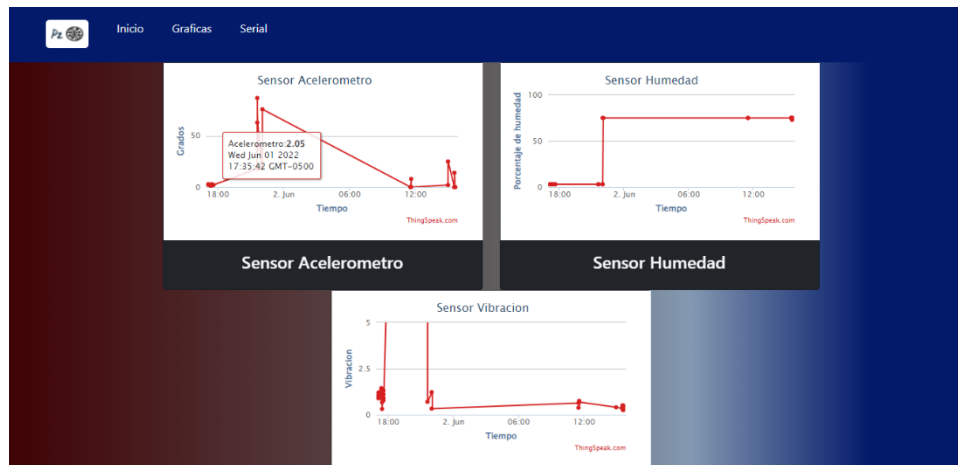 Pz
Inicio
Graficas
Serial
Sensor Acelerometro
Grados
50
0
Acelerometro:2.05
Wed Jun 01 2022
17:35:42 GMT-0500
18:00
2. Jun
06:00
12:00
Tiempo
ThingSpeak.com
Sensor Acelerometro
Sensor Humedad
Porcentaje de humedad
100
50
0
18:00
2. Jun
06:00
12:00
Tiempo
ThingSpeak.com
Sensor Humedad
Sensor Vibracion
Vibracion
5
2.5
0
18:00
2. Jun
06:00
12:00
Tiempo
ThingSpeak.com